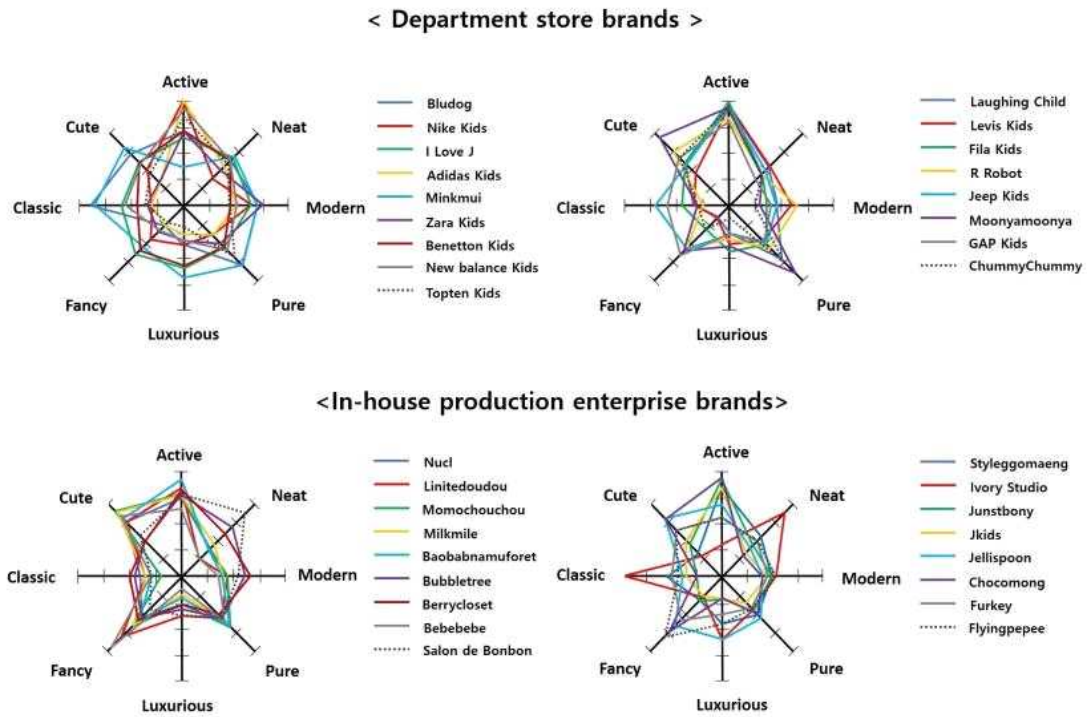 < Department store brands >
Active
Neat
Modern
Pure
Luxurious
Fancy
Classic
Cute
Bludog
Nike Kids
I Love J
Adidas Kids
Minkmui
Zara Kids
Benetton Kids
New balance Kids
Topten Kids
Active
Neat
Modern
Pure
Luxurious
Fancy
Classic
Cute
Laughing Child
Levis Kids
Fila Kids
R Robot
Jeep Kids
Moonyamoonya
GAP Kids
ChummyChummy
<In-house production enterprise brands>
Active
Neat
Modern
Pure
Luxurious
Fancy
Classic
Cute
Nucl
Linitedoudou
Momochouchou
Milkmile
Baobabnamuforet
Bubbletree
Berrycloset
Bebebebe
Salon de Bonbon
Active
Neat
Modern
Pure
Luxurious
Fancy
Classic
Cute
Styleggomaeng
Ivory Studio
Junstbony
Jkids
Jellispoon
Chocomong
Furkey
Flyingpepee